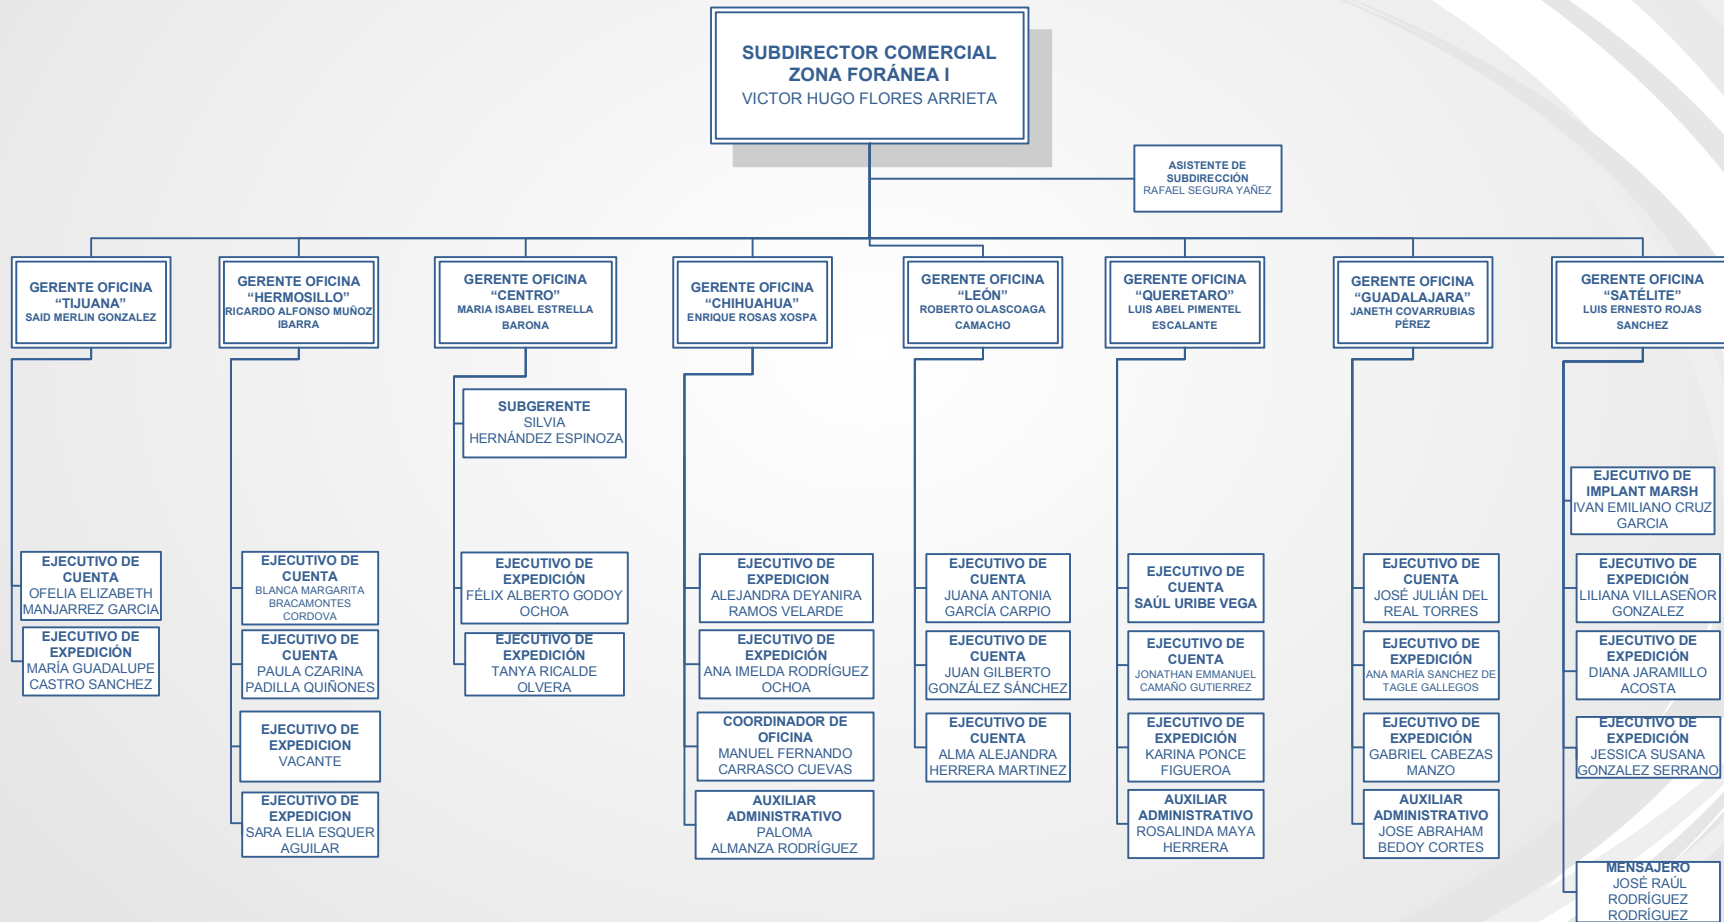 SUBDIRECTOR COMERCIAL
ZONA FORÁNEA I
VICTOR HUGO FLORES ARRIETA
ASISTENTE DE
SUBDIRECCIÓN
RAFAEL SEGURA YAÑEZ
GERENTE OFICINA
“TIJUANA”
SAID MERLIN GONZALEZ
GERENTE OFICINA
“HERMOSILLO”
RICARDO ALFONSO MUÑOZ
IBARRA
GERENTE OFICINA
“CENTRO”
MARIA ISABEL ESTRELLA
BARONA
GERENTE OFICINA
“CHIHUAHUA”
ENRIQUE ROSAS XOSPA
GERENTE OFICINA
“LEÓN”
ROBERTO OLASCOAGA
CAMACHO
GERENTE OFICINA
“QUERETARO”
LUIS ABEL PIMENTEL
ESCALANTE
GERENTE OFICINA
“GUADALAJARA”
JANETH COVARRUBIAS
PÉREZ
GERENTE OFICINA
“SATÉLITE”
LUIS ERNESTO ROJAS
SANCHEZ
EJECUTIVO DE
CUENTA
OFELIA ELIZABETH
MANJARREZ GARCIA
EJECUTIVO DE
EXPEDICIÓN
MARÍA GUADALUPE
CASTRO SANCHEZ
EJECUTIVO DE
CUENTA
BLANCA MARGARITA
BRACAMONTES
CORDOVA
EJECUTIVO DE
CUENTA
PAULA CZARINA
PADILLA QUIÑONES
EJECUTIVO DE
EXPEDICION
VACANTE
EJECUTIVO DE
EXPEDICION
SARA ELIA ESQUER
AGUILAR
SUBGERENTE
SILVIA
HERNÁNDEZ ESPINOZA
EJECUTIVO DE
EXPEDICIÓN
FÉLIX ALBERTO GODOY
OCHOA
EJECUTIVO DE
EXPEDICIÓN
TANYA RICALDE
OLVERA
EJECUTIVO DE
EXPEDICION
ALEJANDRA DEYANIRA
RAMOS VELARDE
EJECUTIVO DE
EXPEDICIÓN
ANA IMELDA RODRÍGUEZ
OCHOA
COORDINADOR DE
OFICINA
MANUEL FERNANDO
CARRASCO CUEVAS
AUXILIAR
ADMINISTRATIVO
PALOMA
ALMANZA RODRÍGUEZ
EJECUTIVO DE
CUENTA
JUANA ANTONIA
GARCÍA CARPIO
EJECUTIVO DE
CUENTA
JUAN GILBERTO
GONZÁLEZ SÁNCHEZ
EJECUTIVO DE
CUENTA
ALMA ALEJANDRA
HERRERA MARTINEZ
EJECUTIVO DE
CUENTA
SAÚL URIBE VEGA
EJECUTIVO DE
CUENTA
JONATHAN EMMANUEL
CAMAÑO GUTIERREZ
EJECUTIVO DE
EXPEDICIÓN
KARINA PONCE
FIGUEROA
AUXILIAR
ADMINISTRATIVO
ROSALINDA MAYA
HERRERA
EJECUTIVO DE
CUENTA
JOSÉ JULIÁN DEL
REAL TORRES
EJECUTIVO DE
EXPEDICIÓN
ANA MARÍA SANCHEZ DE
TAGLE GALLEGOS
EJECUTIVO DE
EXPEDICIÓN
GABRIEL CABEZAS
MANZO
AUXILIAR
ADMINISTRATIVO
JOSE ABRAHAM
BEDOY CORTES
EJECUTIVO DE
IMPLANT MARSH
IVAN EMILIANO CRUZ
GARCIA
EJECUTIVO DE
EXPEDICIÓN
LILIANA VILLASEÑOR
GONZALEZ
EJECUTIVO DE
EXPEDICIÓN
DIANA JARAMILLO
ACOSTA
EJECUTIVO DE
EXPEDICIÓN
JESSICA SUSANA
GONZALEZ SERRANO
MENSAJERO
JOSÉ RAÚL
RODRÍGUEZ
RODRÍGUEZ